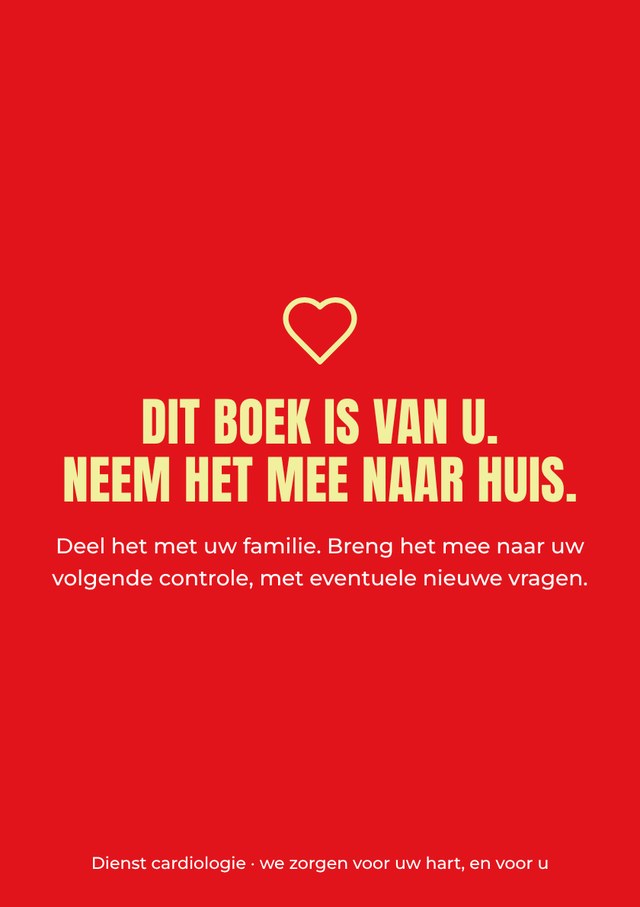 DIT BOEK IS VAN U.
NEEM HET MEE NAAR HUIS.
Deel het met uw familie. Breng het mee naar uw
volgende controle, met eventuele nieuwe vragen.
Dienst cardiologie · we zorgen voor uw hart, en voor u